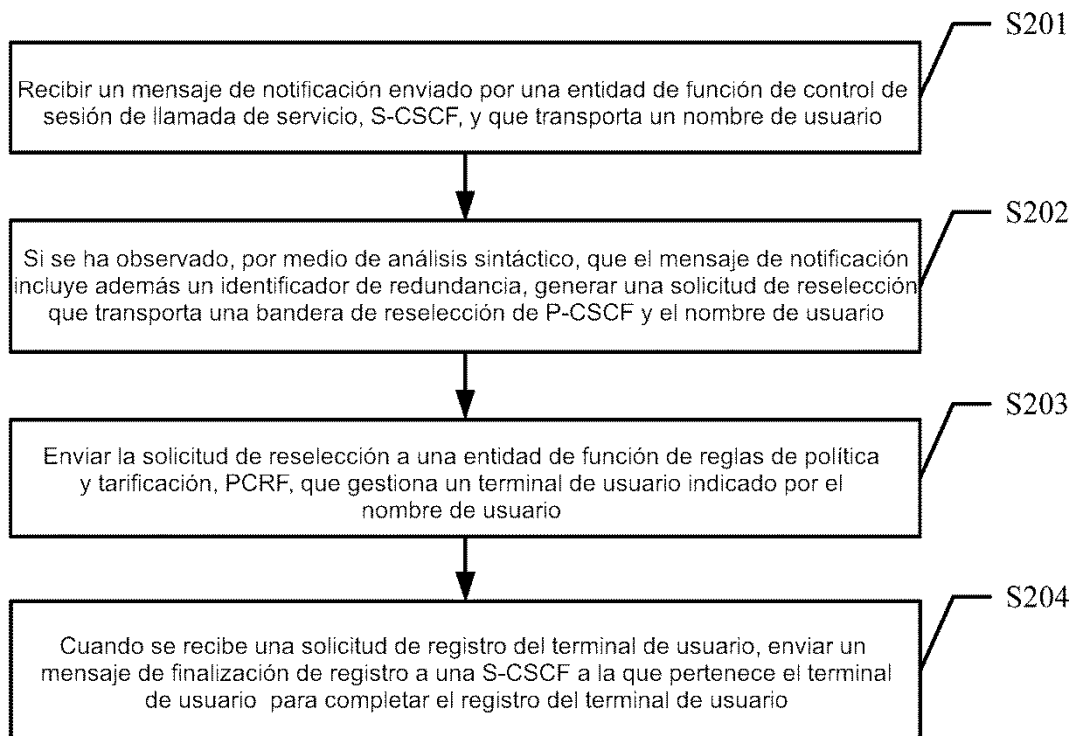 S201
Recibir un mensaje de notificación enviado por una entidad de función de control de
sesión de llamada de servicio, S-CSCF, y que transporta un nombre de usuario
S202
Si se ha observado, por medio de análisis sintáctico, que el mensaje de notificación
incluye además un identificador de redundancia, generar una solicitud de reselección
que transporta una bandera de reselección de P-CSCF y el nombre de usuario
S203
Enviar la solicitud de reselección a una entidad de función de reglas de política
y tarificación, PCRF, que gestiona un terminal de usuario indicado por el
nombre de usuario
S204
Cuando se recibe una solicitud de registro del terminal de usuario, enviar un
mensaje de finalización de registro a una S-CSCF a la que pertenece el terminal
de usuario para completar el registro del terminal de usuario